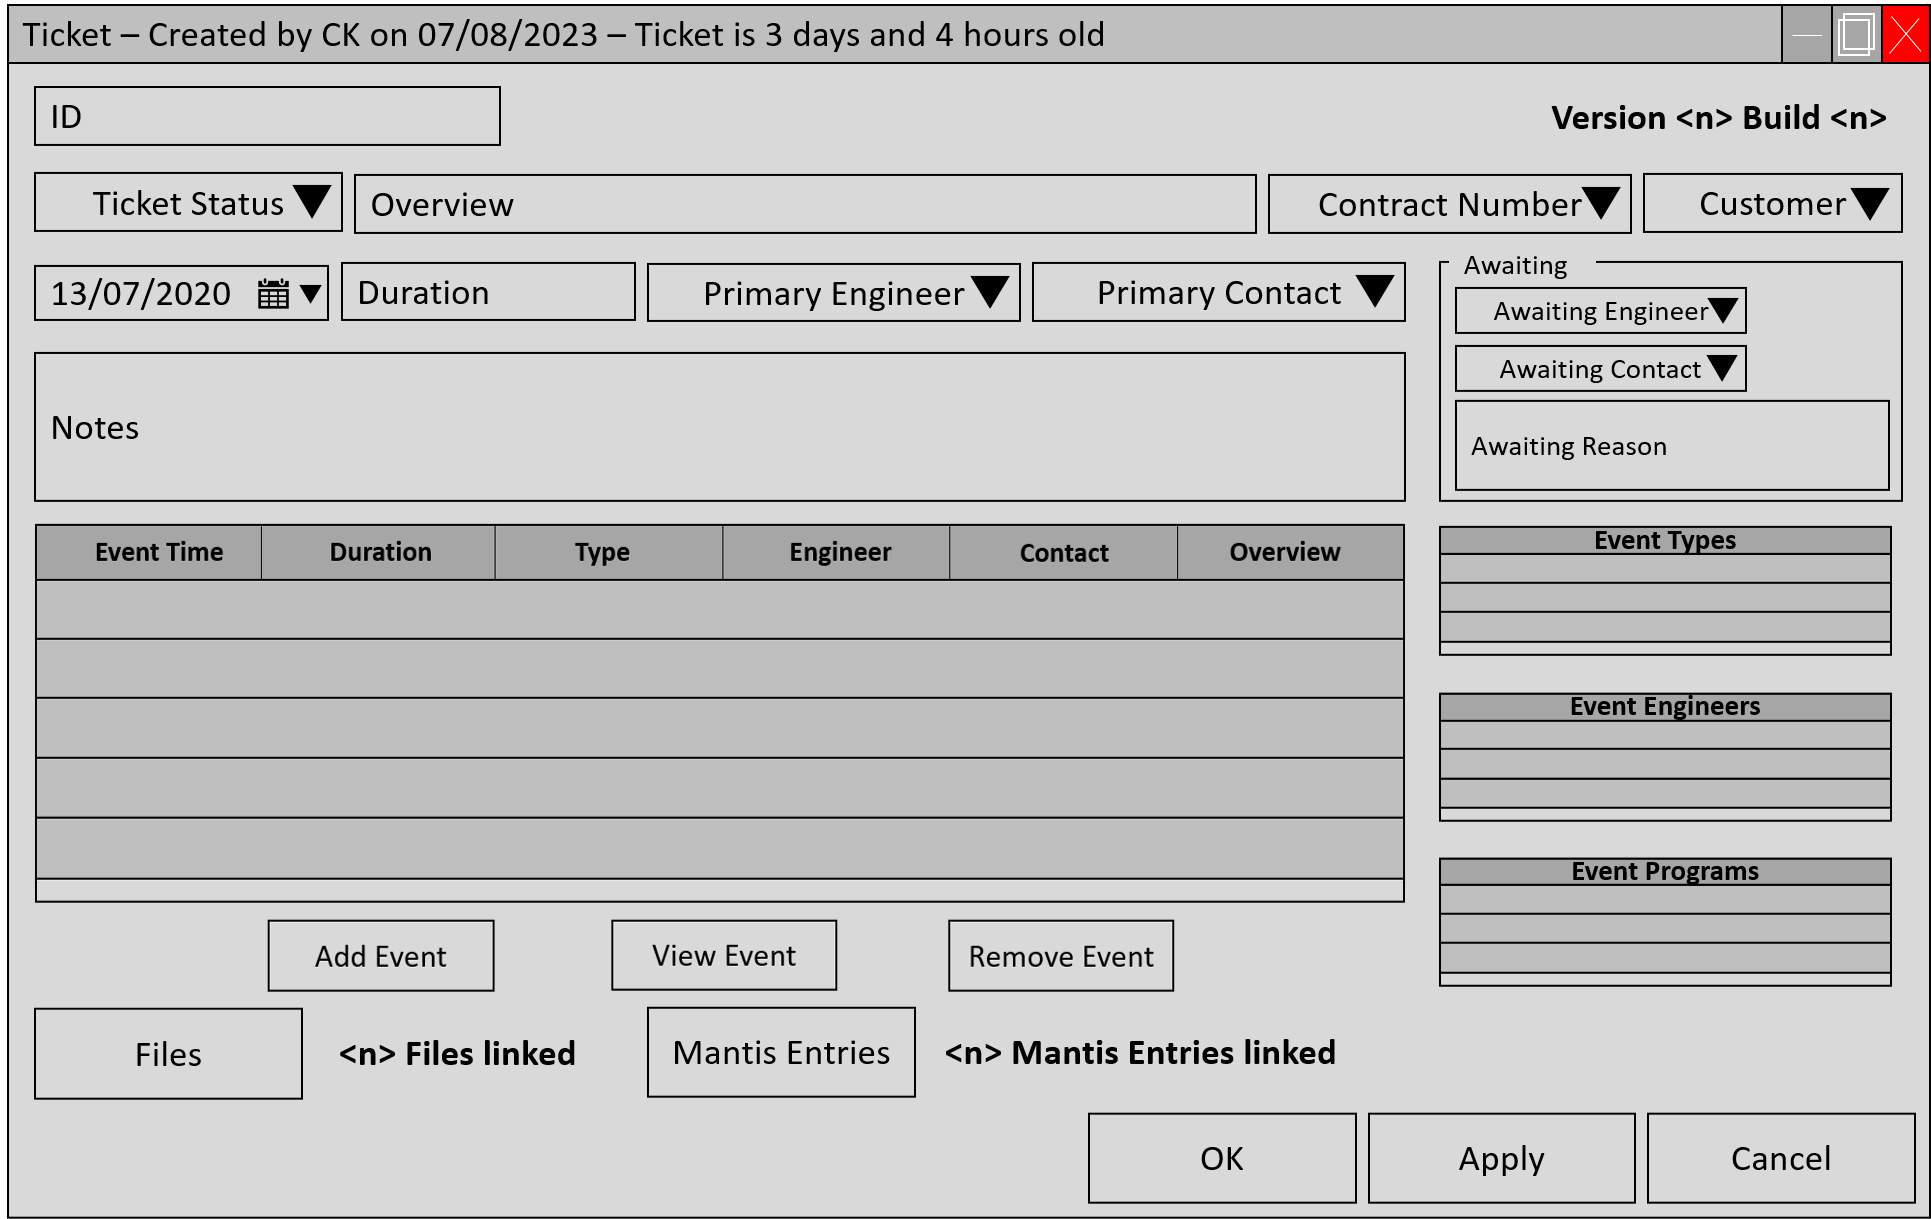 Ticket – Created by CK on 07/08/2023 – Ticket is 3 days and 4 hours old
ID
Version <n> Build <n>
Ticket Status
Overview
Contract Number
Customer
13/07/2020
Duration
Primary Engineer
Primary Contact
Awaiting
Awaiting Engineer
Awaiting Contact
Awaiting Reason
Notes
Event Time
Duration
Type
Engineer
Contact
Overview
Event Types
Event Engineers
Event Programs
Add Event
View Event
Remove Event
Files
<n> Files linked
Mantis Entries
<n> Mantis Entries linked
OK
Apply
Cancel